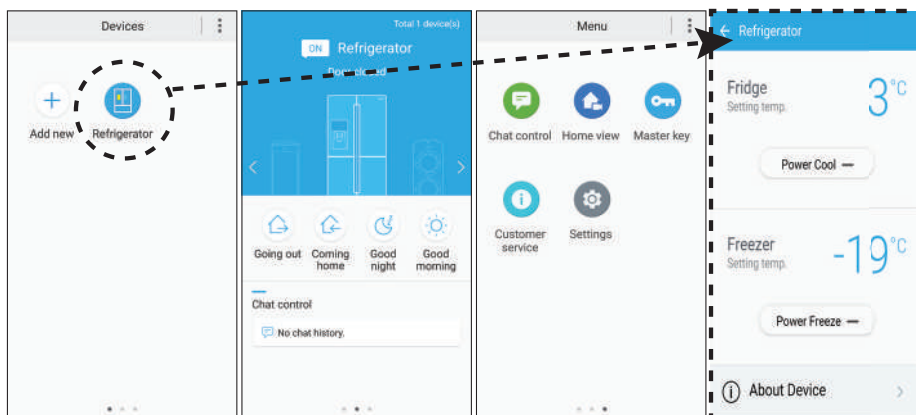 Devices
Add new
Refrigerator
Total 1 device(s)
ON Refrigerator
Door closed
Going out
Coming
home
Good
night
Good
morning
Chat control
No chat history.
Menu
Chat control
Home view
Master key
Customer
service
Settings
Refrigerator
Fridge
Setting temp.
3°C
Power Cool
Freezer
Setting temp.
-19°C
Power Freeze
About Device